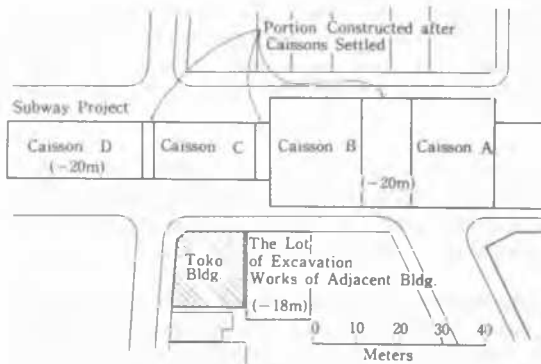 Portion Constructed after
Caissons Settled
Subway Project
Caisson D
(-20m)
Caisson C
Caisson B
Caisson A
(-20m)
Toko
Bldg.
The Lot
of Excavation
Works of Adjacent Bldg.
(-18m)
0 10 20 30 40
Meters